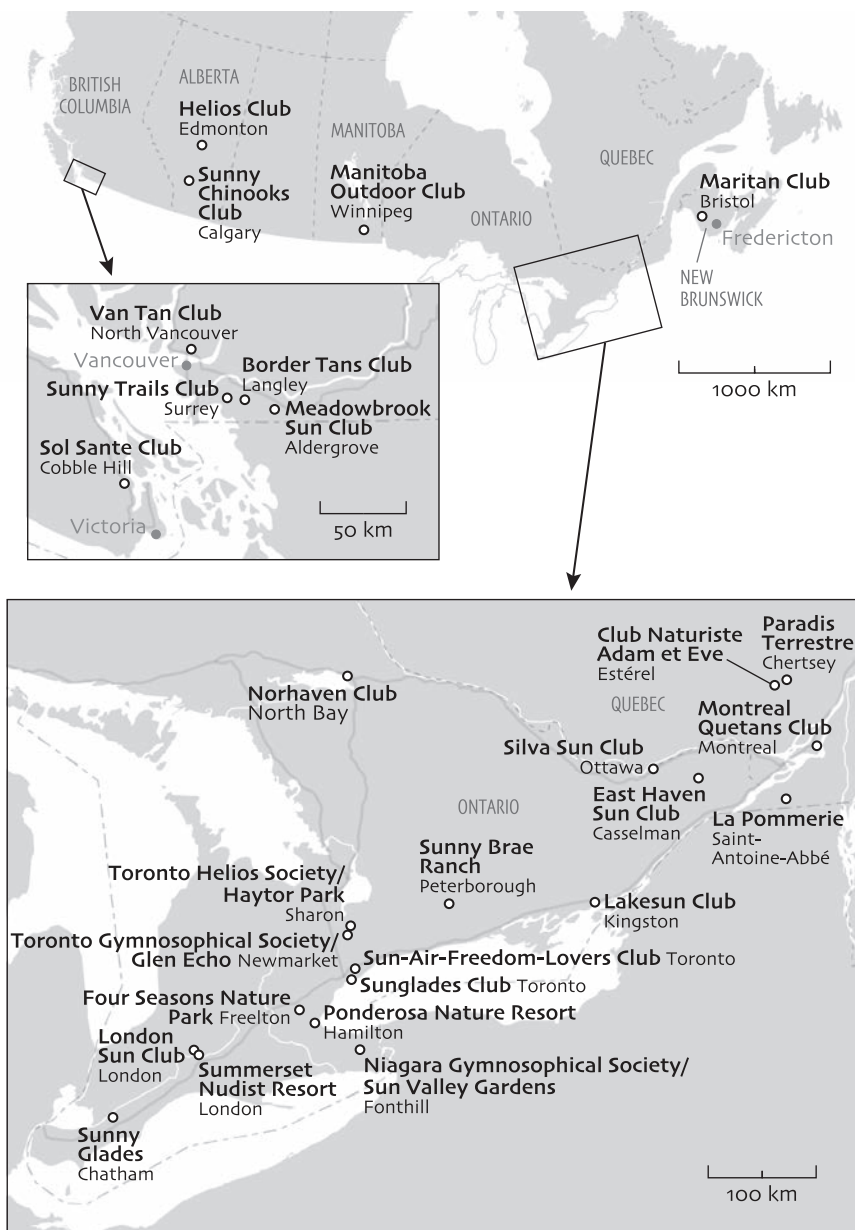 BRITISH
COLUMBIA
ALBERTA
Helios Club
Edmonton
Sunny
Chinooks
Club
Calgary
MANITOBA
Manitoba
Outdoor Club
Winnipeg
ONTARIO
QUEBEC
Maritan Club
Bristol
Fredericton
NEW
BRUNSWICK
1000 km
Van Tan Club
North Vancouver
Vancouver
Border Tans Club
Langley
Sunny Trails Club
Surrey
Meadowbrook
Sun Club
Aldergrove
Sol Sante Club
Cobble Hill
Victoria
50 km
Club Naturiste
Adam et Eve
Estérel
Paradis
Terrestre
Chertsey
Norhaven Club
North Bay
QUEBEC
Montreal
Quetans Club
Montreal
Silva Sun Club
Ottawa
East Haven
Sun Club
Casselman
La Pommerie
Saint-
Antoine-Abbé
ONTARIO
Sunny Brae
Ranch
Peterborough
Toronto Helios Society/
Haytor Park
Sharon
Lakesun Club
Kingston
Toronto Gymnosophical Society/
Glen Echo Newmarket
Sun-Air-Freedom-Lovers Club Toronto
Sunglades Club Toronto
Four Seasons Nature
Park Freelton
Ponderosa Nature Resort
Hamilton
London
Sun Club
London
Summerset
Nudist Resort
London
Niagara Gymnosophical Society/
Sun Valley Gardens
Fonthill
Sunny
Glades
Chatham
100 km